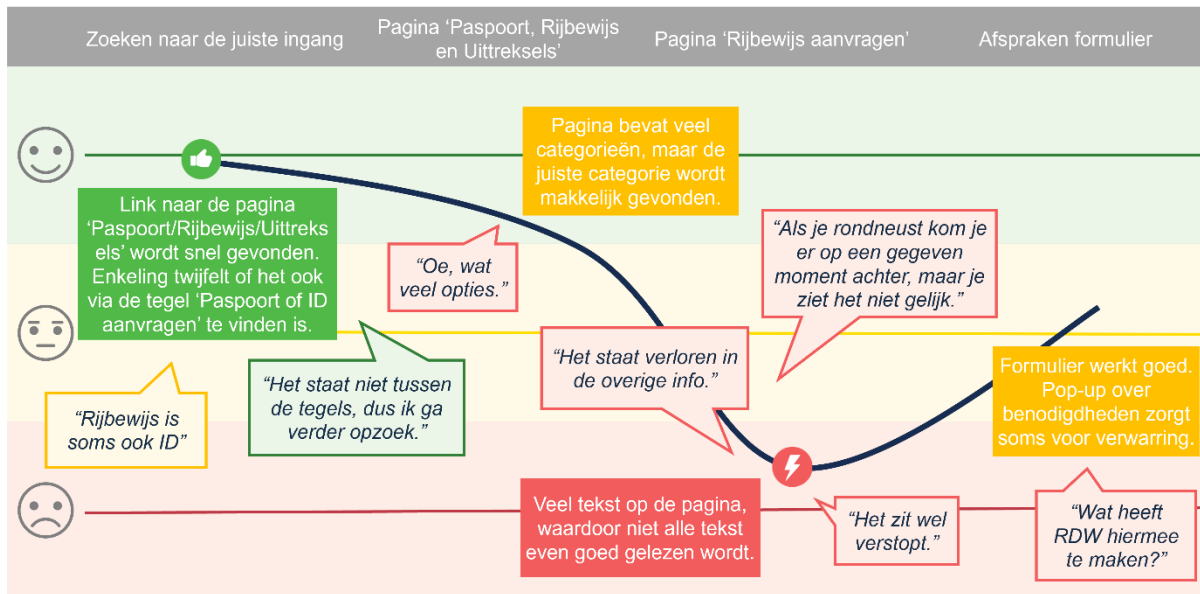 Zoeken naar de juiste ingang
Pagina ‘Paspoort, Rijbewijs
en Uittreksels’
Pagina ‘Rijbewijs aanvragen’
Afspraken formulier
Link naar de pagina
‘Paspoort/Rijbewijs/Uittreks
els’ wordt snel gevonden.
Enkeling twijfelt of het ook
via de tegel ‘Paspoort of ID
aanvragen’ te vinden is.
“Rijbewijs is
soms ook ID”
“Het staat niet tussen
de tegels, dus ik ga
verder opzoek.”
“Oe, wat
veel opties.”
Pagina bevat veel
categorieën, maar de
juiste categorie wordt
makkelijk gevonden.
“Het staat verloren in
de overige info.”
Veel tekst op de pagina,
waardoor niet alle tekst
even goed gelezen wordt.
“Als je rondneust kom je
er op een gegeven
moment achter, maar je
ziet het niet gelijk.”
“Het zit wel
verstopt.”
Formulier werkt goed.
Pop-up over
benodigdheden zorgt
soms voor verwarring.
“Wat heeft
RDW hiermee
te maken?”